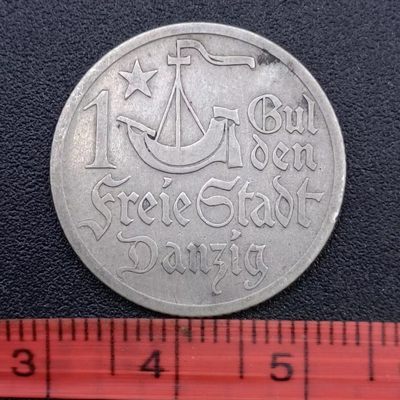 1 Gul
den
Freie Stadt
Danzig
3 4 5